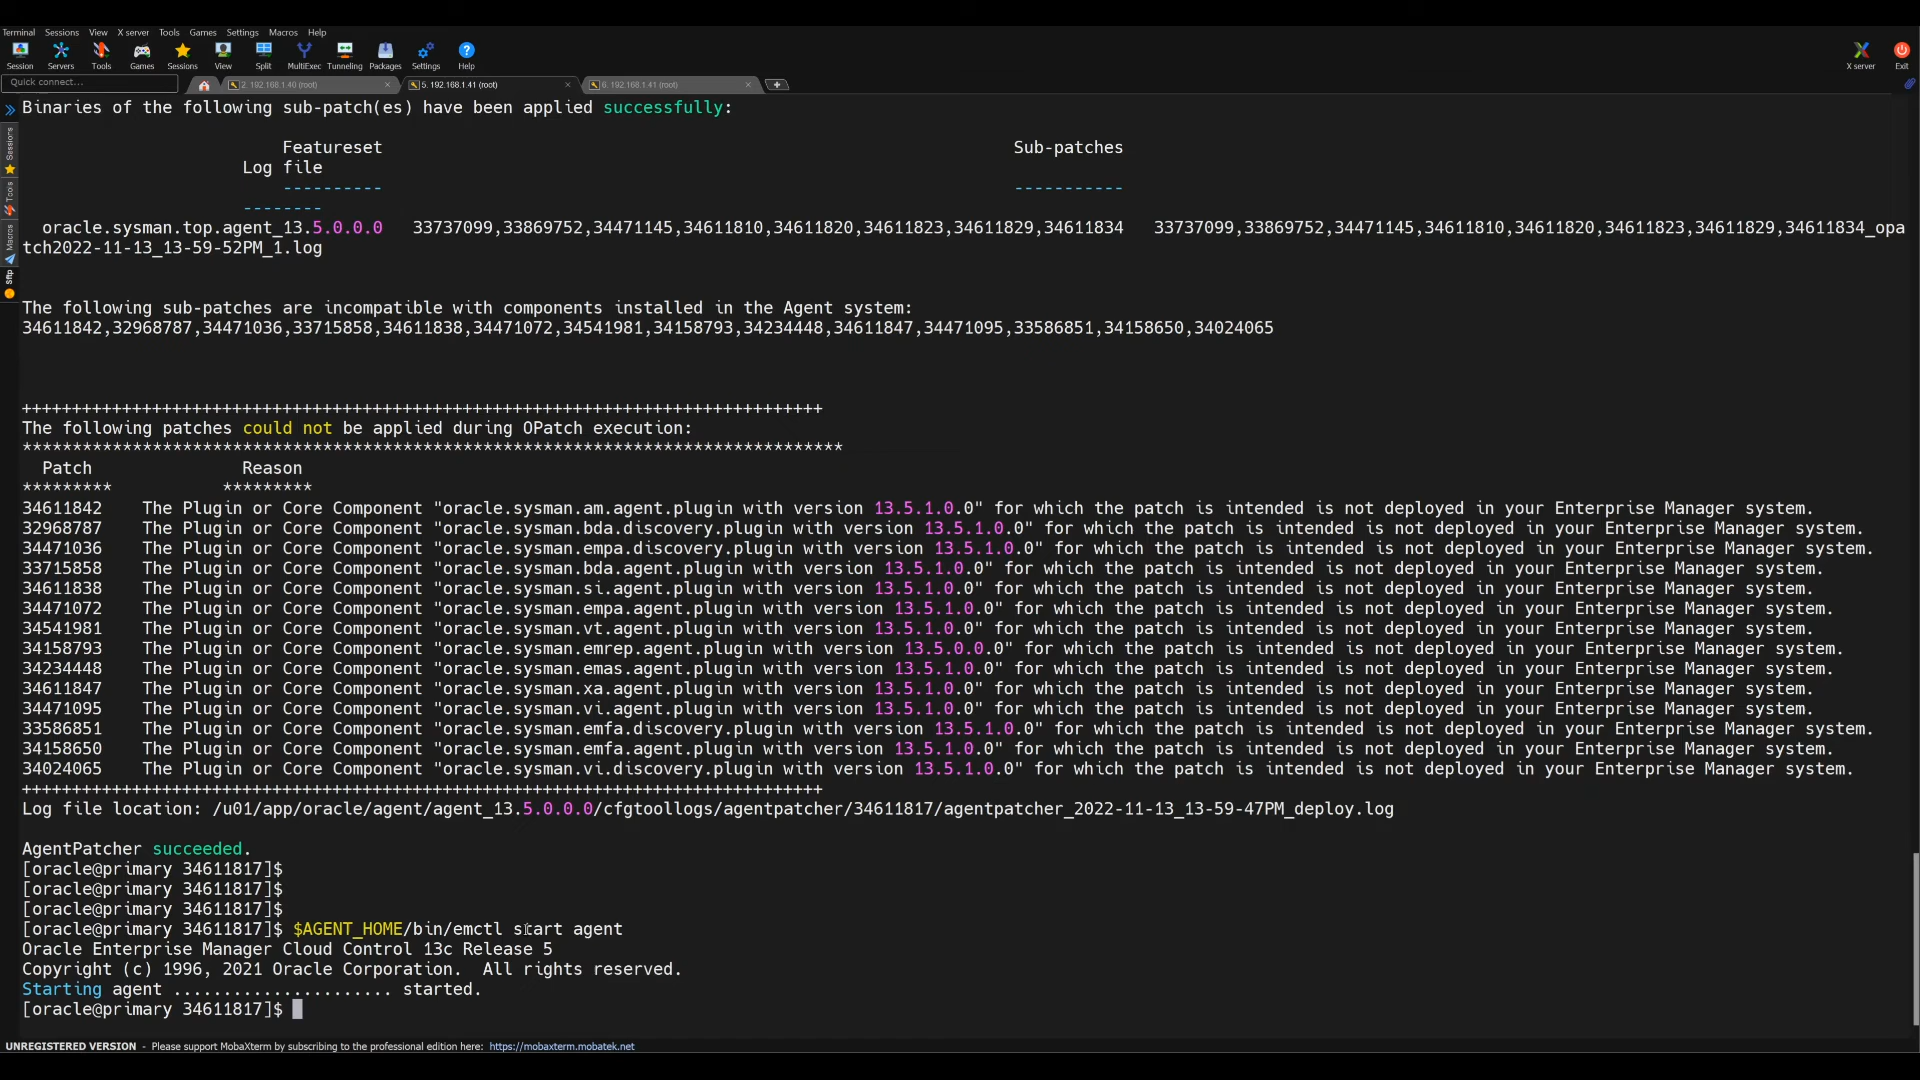 Terminal Sessions View X server Tools Games Settings Macros Help
Session Servers Tools Games Sessions View Split MultiExec Tunneling Packages Settings Help X server Exit
Quick connect... 2. 192.168.1.40 (root) 5. 192.168.1.41 (root) 6. 192.168.1.41 (root)
Sessions
Tools
Macros
Sftp
Binaries of the following sub-patch(es) have been applied successfully:
Featureset Sub-patches
Log file
---------- -----------
--------
oracle.sysman.top.agent_13.5.0.0.0 33737099,33869752,34471145,34611810,34611820,34611823,34611829,34611834 33737099,33869752,34471145,34611810,34611820,34611823,34611829,34611834_opa
tch2022-11-13_13-59-52PM_1.log
The following sub-patches are incompatible with components installed in the Agent system:
34611842,32968787,34471036,33715858,34611838,34471072,34541981,34158793,34234448,34611847,34471095,33586851,34158650,34024065
++++++++++++++++++++++++++++++++++++++++++++++++++++++++++++++++++++++++++++++++
The following patches could not be applied during OPatch execution:
**********************************************************************************
Patch Reason
********* *********
34611842 The Plugin or Core Component "oracle.sysman.am.agent.plugin with version 13.5.1.0.0" for which the patch is intended is not deployed in your Enterprise Manager system.
32968787 The Plugin or Core Component "oracle.sysman.bda.discovery.plugin with version 13.5.1.0.0" for which the patch is intended is not deployed in your Enterprise Manager system.
34471036 The Plugin or Core Component "oracle.sysman.empa.discovery.plugin with version 13.5.1.0.0" for which the patch is intended is not deployed in your Enterprise Manager system.
33715858 The Plugin or Core Component "oracle.sysman.bda.agent.plugin with version 13.5.1.0.0" for which the patch is intended is not deployed in your Enterprise Manager system.
34611838 The Plugin or Core Component "oracle.sysman.si.agent.plugin with version 13.5.1.0.0" for which the patch is intended is not deployed in your Enterprise Manager system.
34471072 The Plugin or Core Component "oracle.sysman.empa.agent.plugin with version 13.5.1.0.0" for which the patch is intended is not deployed in your Enterprise Manager system.
34541981 The Plugin or Core Component "oracle.sysman.vt.agent.plugin with version 13.5.1.0.0" for which the patch is intended is not deployed in your Enterprise Manager system.
34158793 The Plugin or Core Component "oracle.sysman.emrep.agent.plugin with version 13.5.0.0.0" for which the patch is intended is not deployed in your Enterprise Manager system.
34234448 The Plugin or Core Component "oracle.sysman.emas.agent.plugin with version 13.5.1.0.0" for which the patch is intended is not deployed in your Enterprise Manager system.
34611847 The Plugin or Core Component "oracle.sysman.xa.agent.plugin with version 13.5.1.0.0" for which the patch is intended is not deployed in your Enterprise Manager system.
34471095 The Plugin or Core Component "oracle.sysman.vi.agent.plugin with version 13.5.1.0.0" for which the patch is intended is not deployed in your Enterprise Manager system.
33586851 The Plugin or Core Component "oracle.sysman.emfa.discovery.plugin with version 13.5.1.0.0" for which the patch is intended is not deployed in your Enterprise Manager system.
34158650 The Plugin or Core Component "oracle.sysman.emfa.agent.plugin with version 13.5.1.0.0" for which the patch is intended is not deployed in your Enterprise Manager system.
34024065 The Plugin or Core Component "oracle.sysman.vi.discovery.plugin with version 13.5.1.0.0" for which the patch is intended is not deployed in your Enterprise Manager system.
++++++++++++++++++++++++++++++++++++++++++++++++++++++++++++++++++++++++++++++++
Log file location: /u01/app/oracle/agent/agent_13.5.0.0.0/cfgtoollogs/agentpatcher/34611817/agentpatcher_2022-11-13_13-59-47PM_deploy.log
AgentPatcher succeeded.
[oracle@primary 34611817]$
[oracle@primary 34611817]$
[oracle@primary 34611817]$
[oracle@primary 34611817]$ $AGENT_HOME/bin/emctl start agent
Oracle Enterprise Manager Cloud Control 13c Release 5
Copyright (c) 1996, 2021 Oracle Corporation. All rights reserved.
Starting agent ...................... started.
[oracle@primary 34611817]$
UNREGISTERED VERSION - Please support MobaXterm by subscribing to the professional edition here: https://mobaxterm.mobatek.net